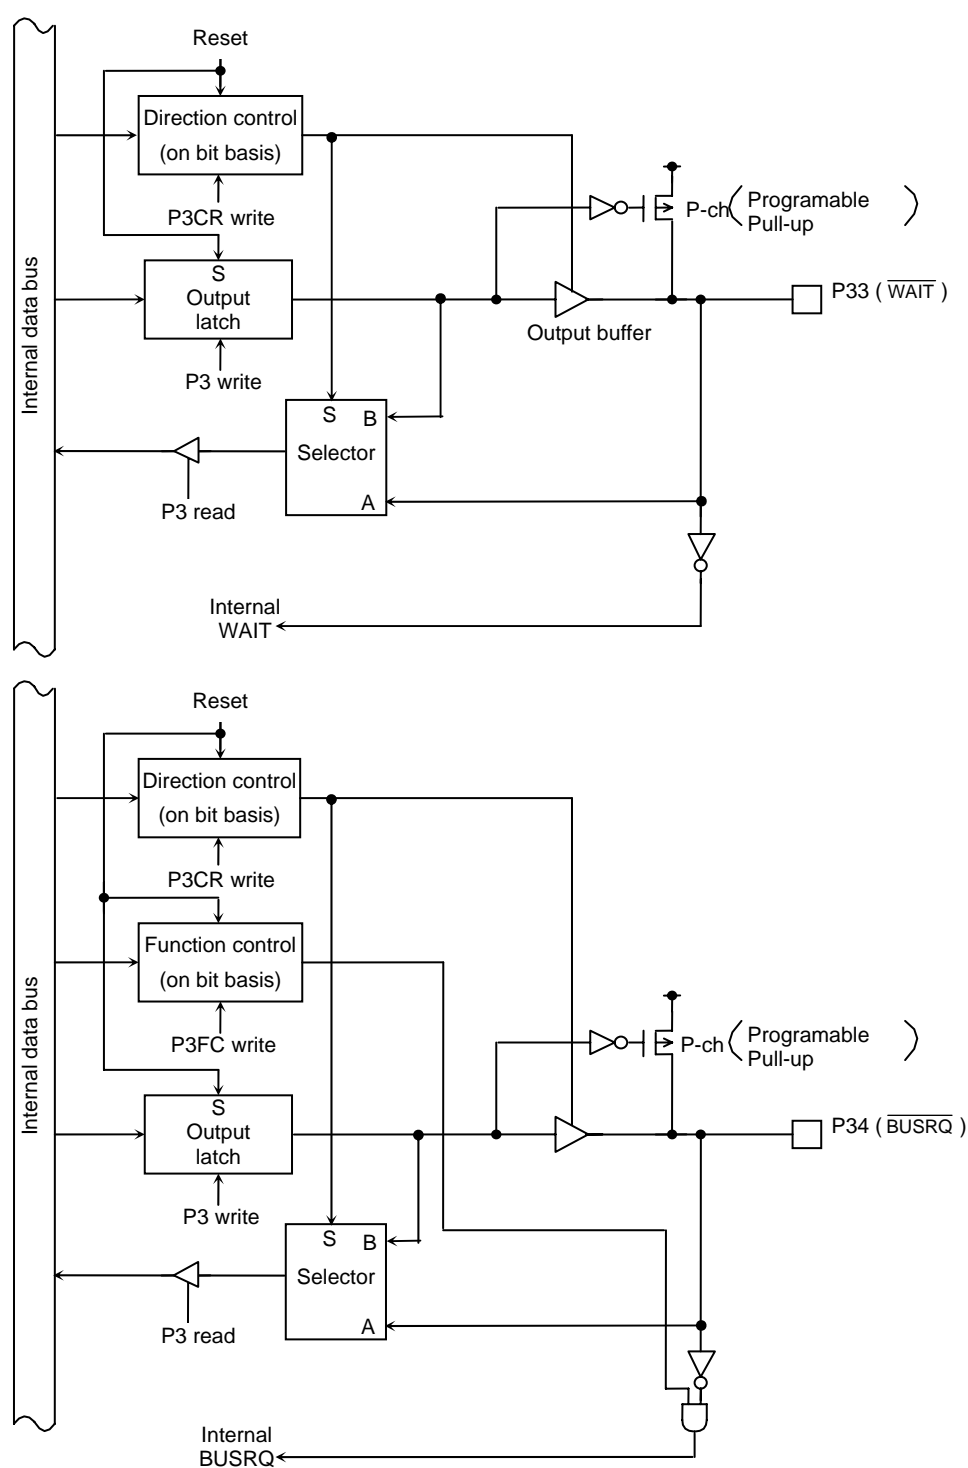 Reset
Direction control
(on bit basis)
P3CR write
P-ch
Programable
Pull-up
Internal data bus
S
Output
latch
P33 ( WAIT )
Output buffer
P3 write
S B
Selector
A
P3 read
Internal
WAIT
Reset
Direction control
(on bit basis)
P3CR write
Function control
(on bit basis)
P3FC write
P-ch
Programable
Pull-up
Internal data bus
S
Output
latch
P34 ( BUSRQ )
P3 write
S B
Selector
A
P3 read
Internal
BUSRQ